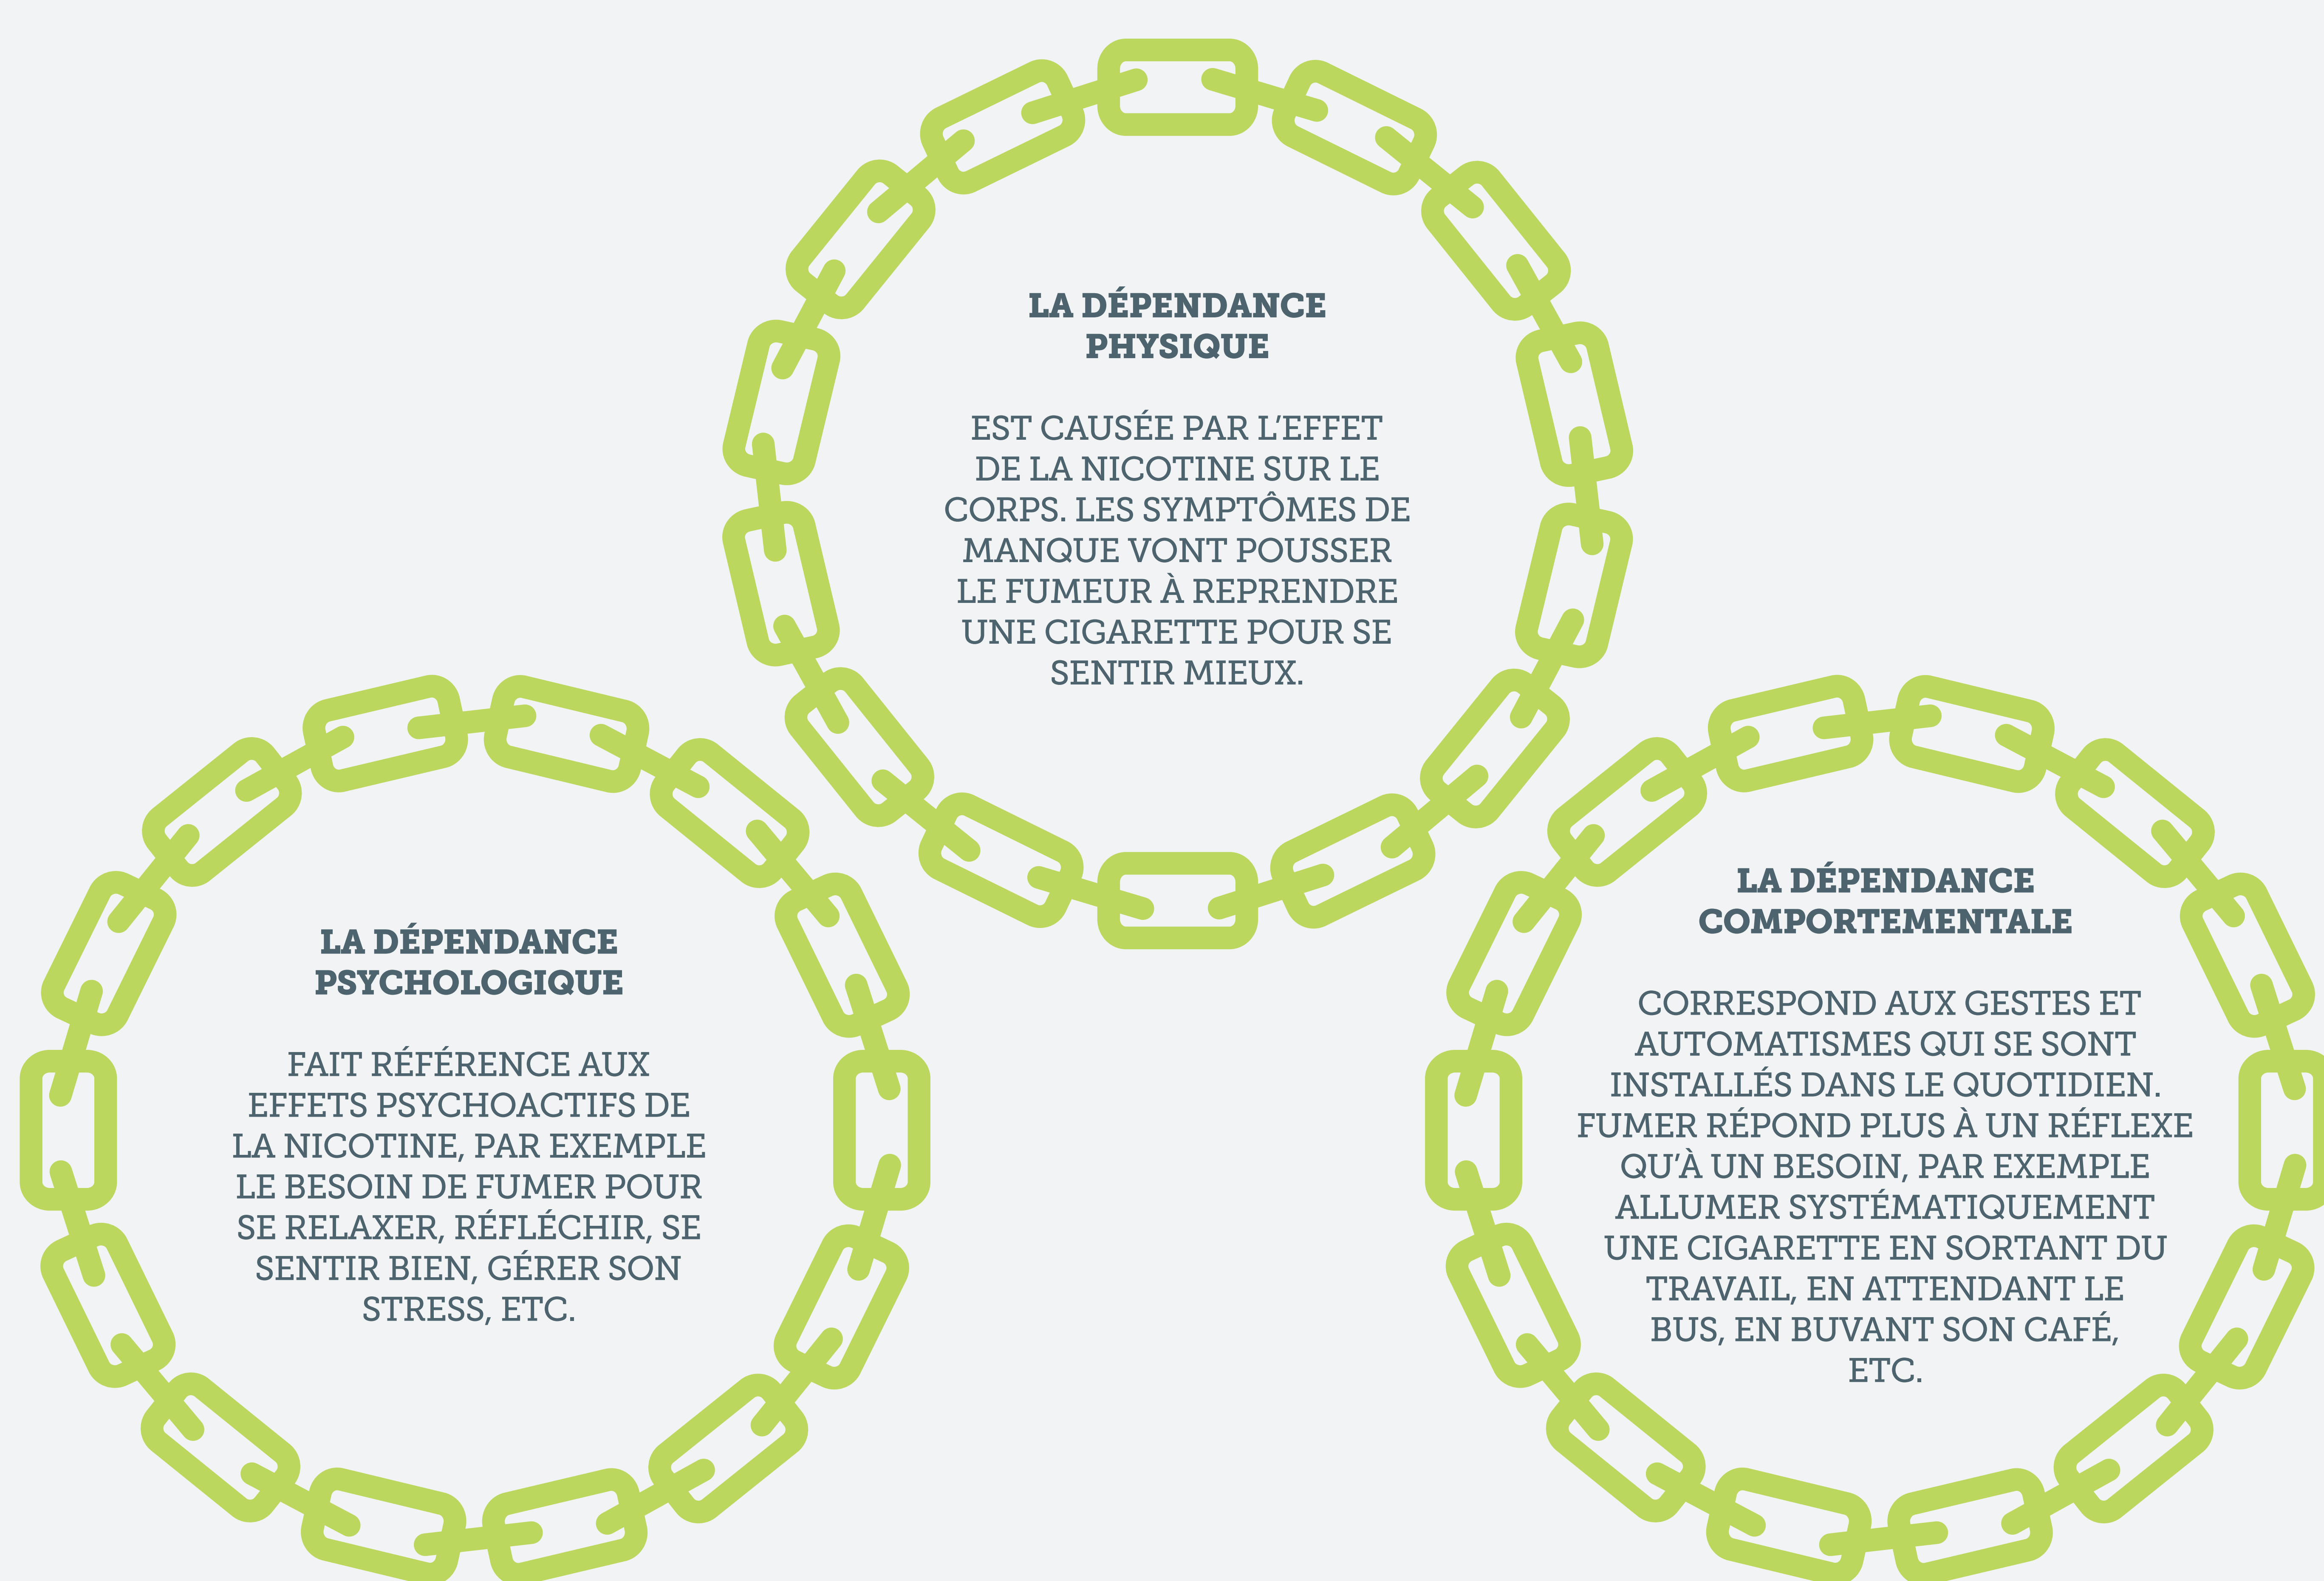 LA DÉPENDANCE
PHYSIQUE
EST CAUSÉE PAR L’EFFET
DE LA NICOTINE SUR LE
CORPS. LES SYMPTÔMES DE
MANQUE VONT POUSSER
LE FUMEUR À REPRENDRE
UNE CIGARETTE POUR SE
SENTIR MIEUX.
LA DÉPENDANCE
PSYCHOLOGIQUE
FAIT RÉFÉRENCE AUX
EFFETS PSYCHOACTIFS DE
LA NICOTINE, PAR EXEMPLE
LE BESOIN DE FUMER POUR
SE RELAXER, RÉFLÉCHIR, SE
SENTIR BIEN, GÉRER SON
STRESS, ETC.
LA DÉPENDANCE
COMPORTEMENTALE
CORRESPOND AUX GESTES ET
AUTOMATISMES QUI SE SONT
INSTALLÉS DANS LE QUOTIDIEN.
FUMER RÉPOND PLUS À UN RÉFLEXE
QU’À UN BESOIN, PAR EXEMPLE
ALLUMER SYSTÉMATIQUEMENT
UNE CIGARETTE EN SORTANT DU
TRAVAIL, EN ATTENDANT LE
BUS, EN BUVANT SON CAFÉ,
ETC.